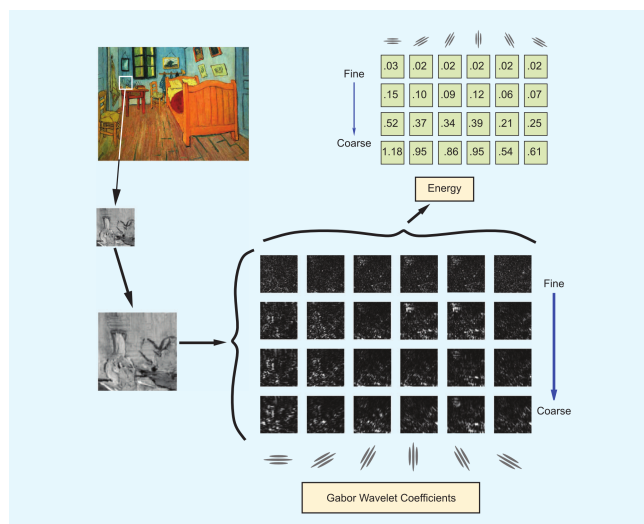 Fine
.03 .02 .02 .02 .02 .02
.15 .10 .09 .12 .06 .07
.52 .37 .34 .39 .21 .25
Coarse
1.18 .95 .86 .95 .54 .61
Energy
Fine
Coarse
Gabor Wavelet Coefficients